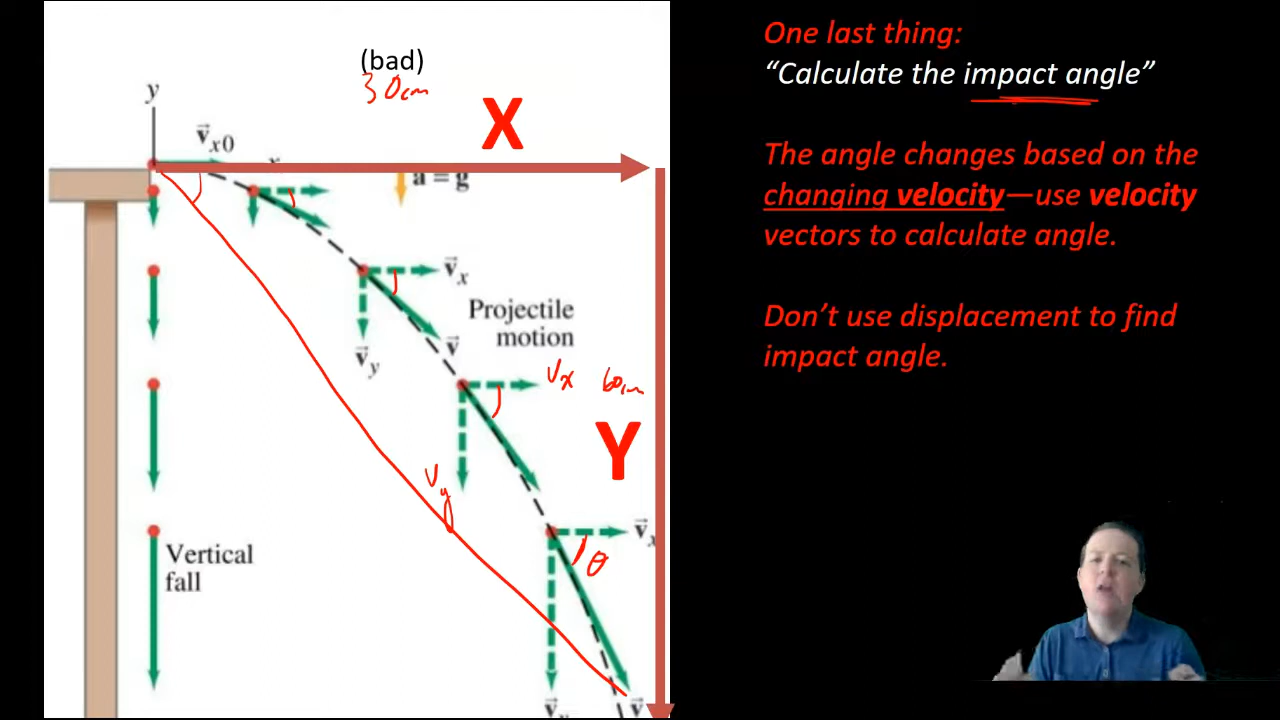 (bad)
30cm
X
y
v x0
x
a = g
v x
Projectile
motion
v
v y
Vx 60cm
Y
Vy
v x
θ
Vertical
fall
v y
v
One last thing:
“Calculate the impact angle”
The angle changes based on the
changing velocity—use velocity
vectors to calculate angle.
Don’t use displacement to find
impact angle.